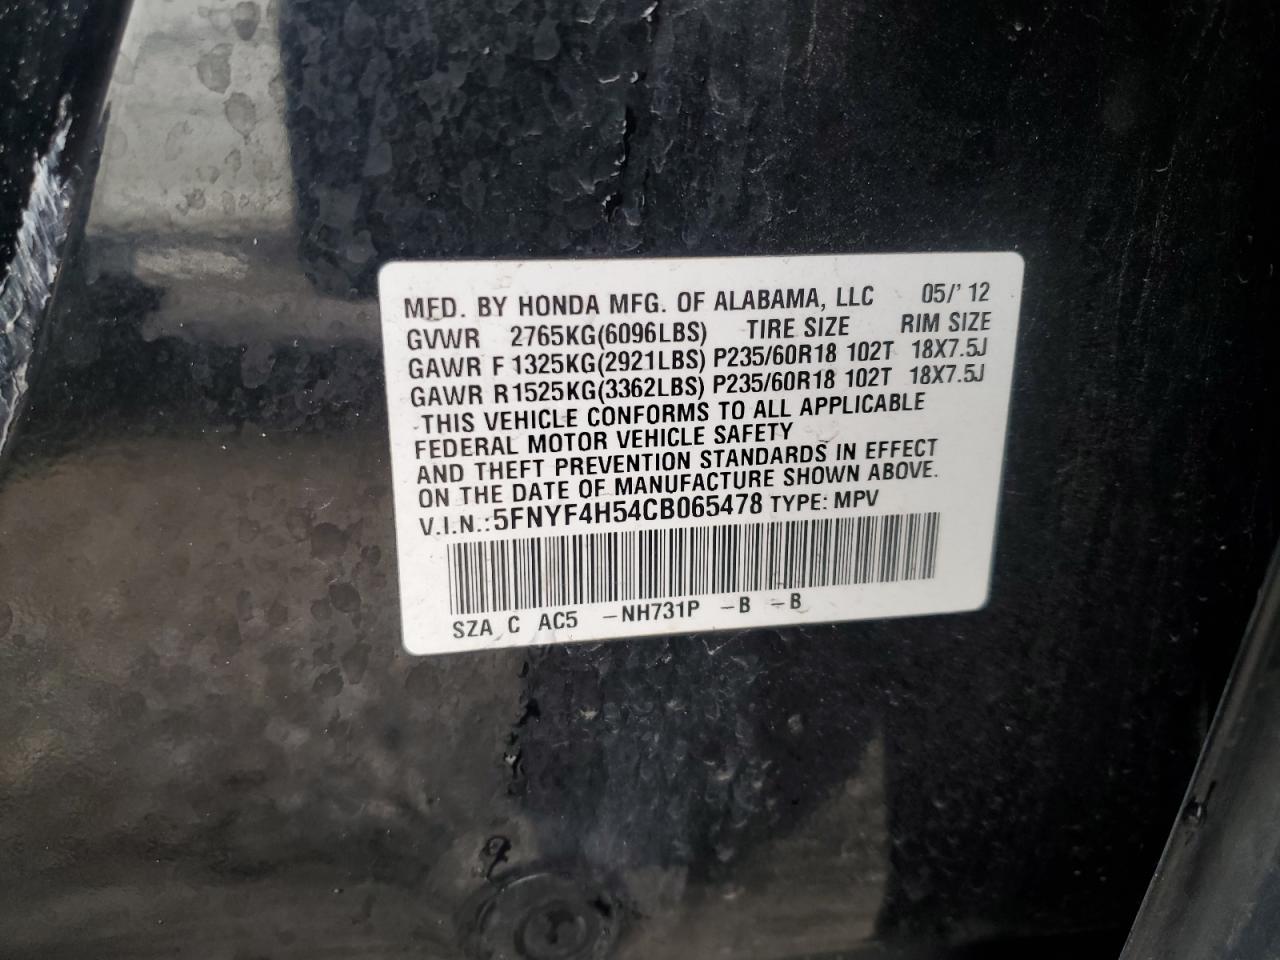 MFD. BY HONDA MFG. OF ALABAMA, LLC 05/'12
GVWR 2765KG(6096LBS) TIRE SIZE RIM SIZE
GAWR F 1325KG(2921LBS) P235/60R18 102T 18X7.5J
GAWR R 1525KG(3362LBS) P235/60R18 102T 18X7.5J
THIS VEHICLE CONFORMS TO ALL APPLICABLE
FEDERAL MOTOR VEHICLE SAFETY
AND THEFT PREVENTION STANDARDS IN EFFECT
ON THE DATE OF MANUFACTURE SHOWN ABOVE.
V.I.N.:5FNYF4H54CB065478 TYPE: MPV
SZA C AC5 -NH731P -B -B